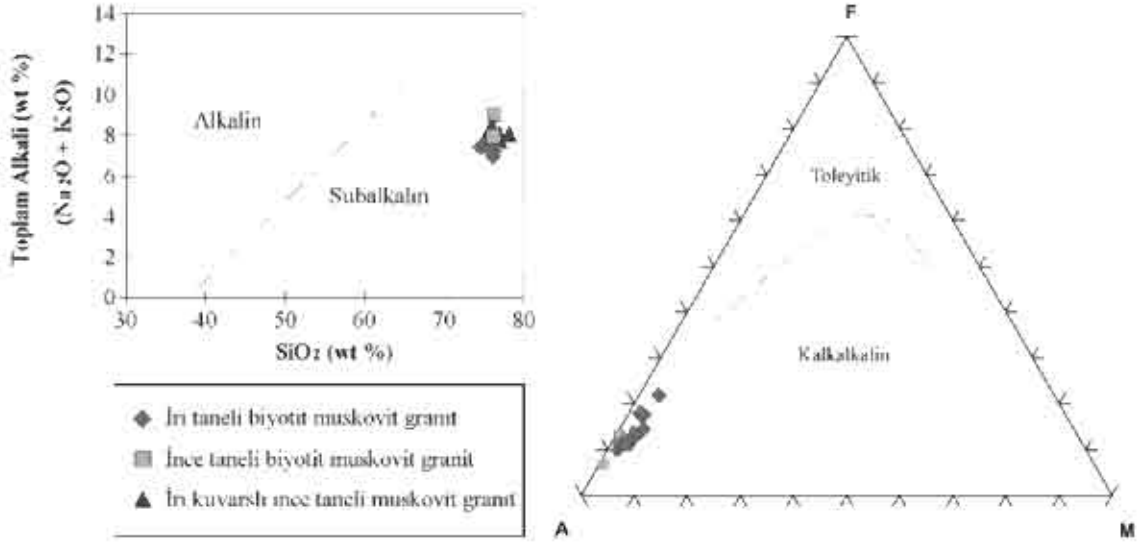 Toplam Alkali (wt %)
(Na2O + K2O)
14
12
10
8
6
4
2
0
Alkalin
Subalkalın
30 40 50 60 70 80
SiO2 (wt %)
İri taneli biyotit muskovit granit
İnce taneli biyotit muskovit granit
İri kuvarslı ince taneli muskovit granit
F
Toleyitik
Kalkalkalin
A
M